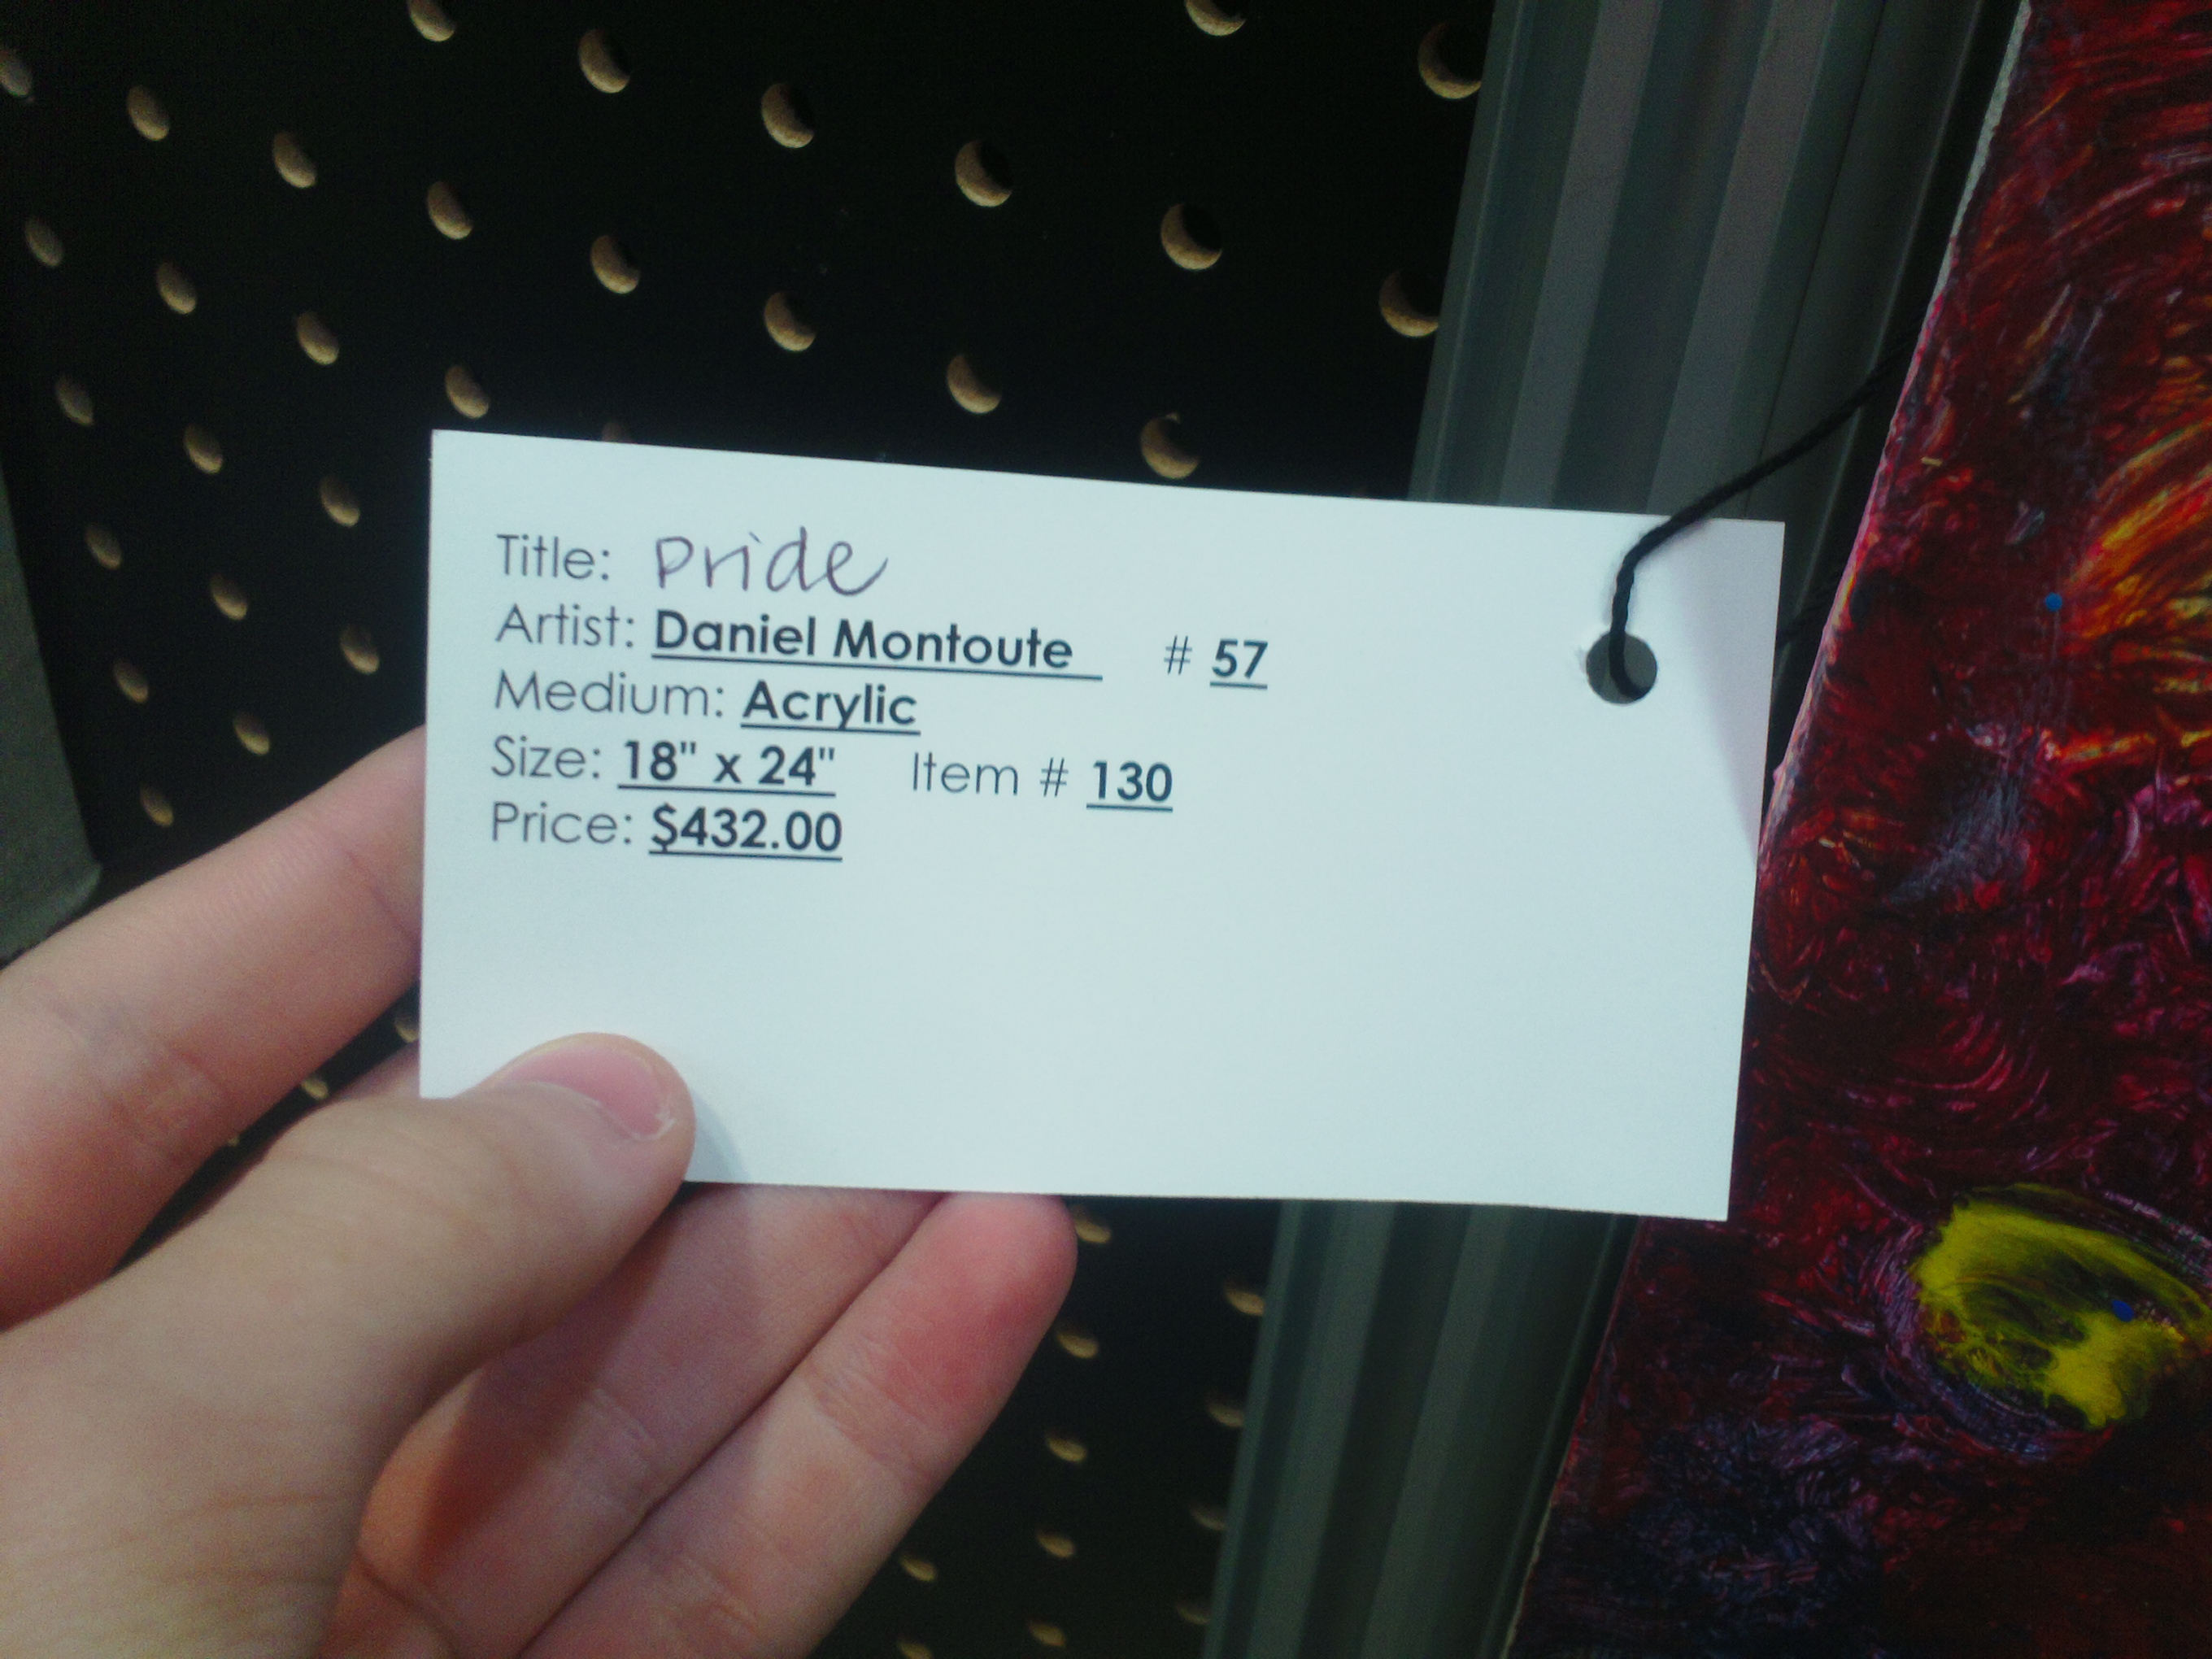 Title: Pride
Artist: Daniel Montoute # 57
Medium: Acrylic
Size: 18" x 24" Item # 130
Price: $432.00